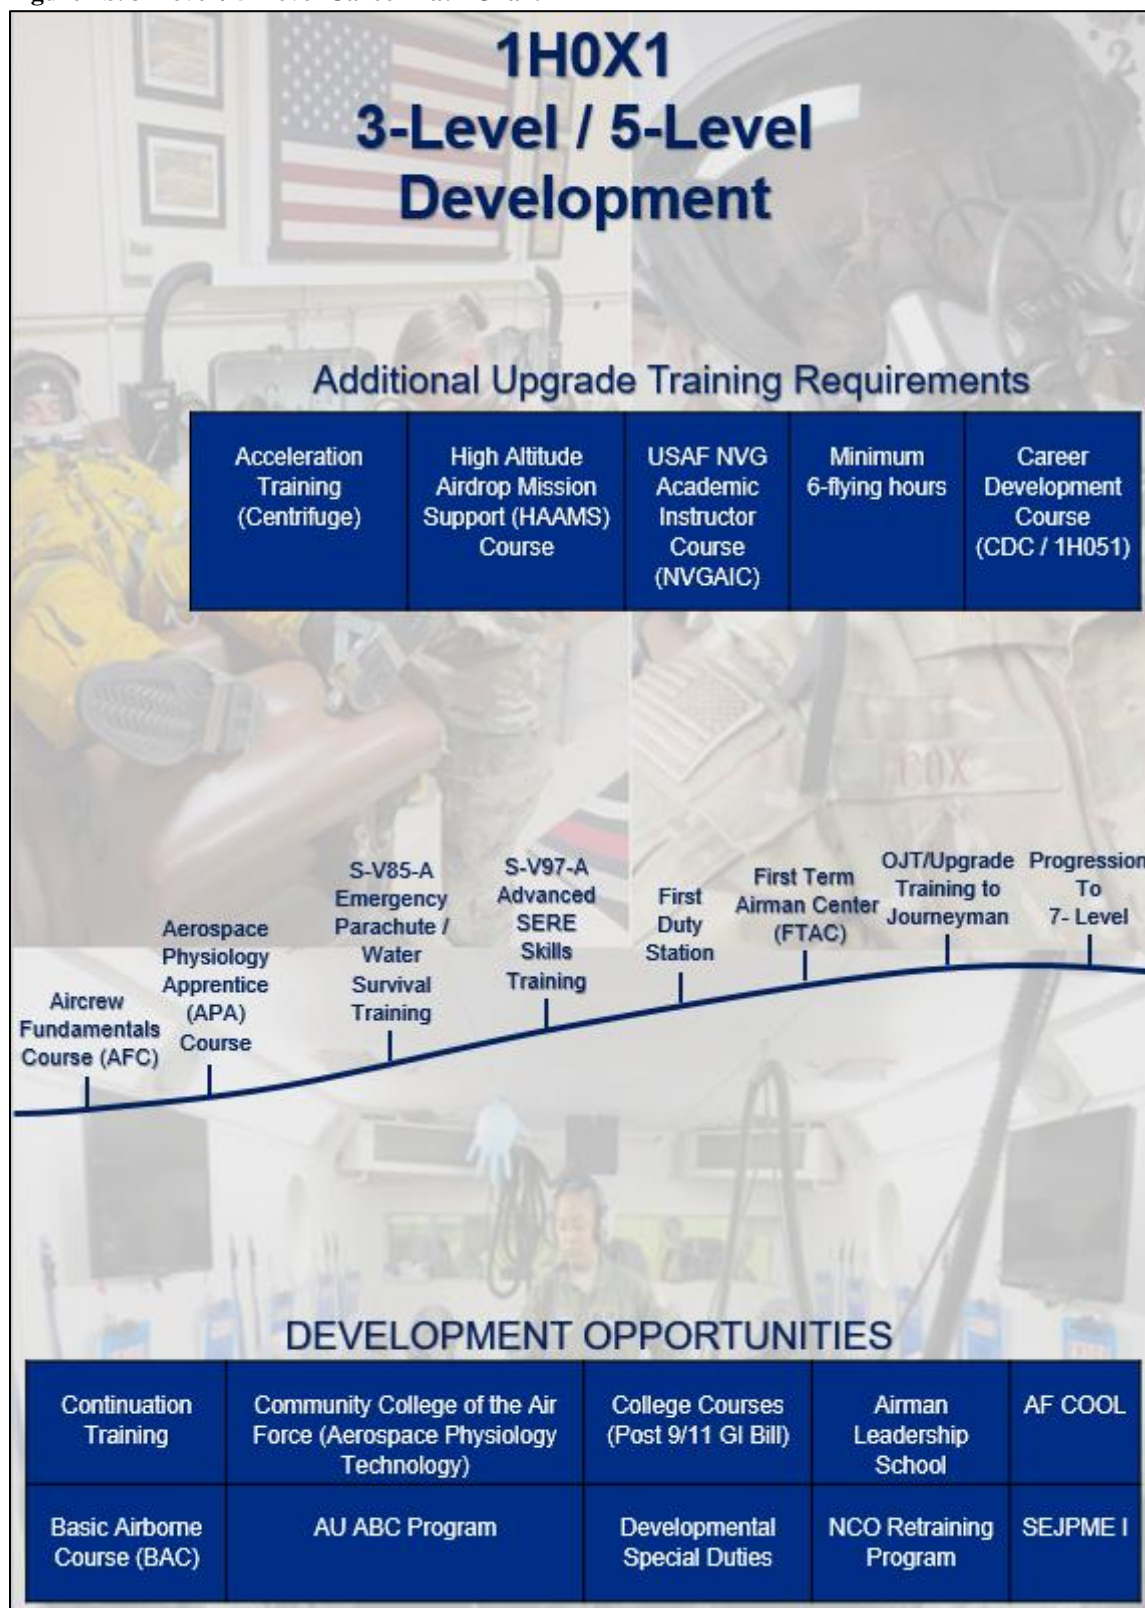 1H0X1
3-Level / 5-Level
Development
Additional Upgrade Training Requirements
Acceleration
Training
(Centrifuge)
High Altitude
Airdrop Mission
Support (HAAMS)
Course
USAF NVG
Academic
Instructor
Course
(NVGAIC)
Minimum
6-flying hours
Career
Development
Course
(CDC / 1H051)
COX
Aircrew
Fundamentals
Course (AFC)
Aerospace
Physiology
Apprentice
(APA)
Course
S-V85-A
Emergency
Parachute /
Water
Survival
Training
S-V97-A
Advanced
SERE
Skills
Training
First
Duty
Station
First Term
Airman Center
(FTAC)
OJT/Upgrade
Training to
Journeyman
Progression
To
7- Level
DEVELOPMENT OPPORTUNITIES
Continuation
Training
Community College of the Air
Force (Aerospace Physiology
Technology)
College Courses
(Post 9/11 GI Bill)
Airman
Leadership
School
AF COOL
Basic Airborne
Course (BAC)
AU ABC Program
Developmental
Special Duties
NCO Retraining
Program
SEJPME I